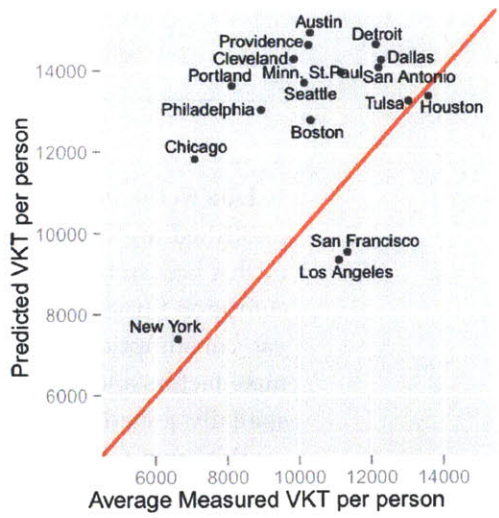 Austin
Detroit
Providence
Dallas
Cleveland
Minn. St.Paul
San Antonio
Portland
Seattle
Tulsa
Houston
Philadelphia
Boston
Chicago
San Francisco
Los Angeles
New York
14000
12000
10000
8000
6000
Predicted VKT per person
6000 8000 10000 12000 14000
Average Measured VKT per person